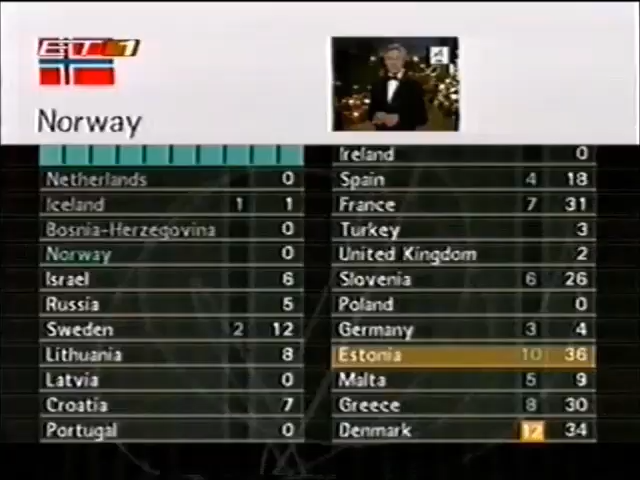 ETT 1
Norway
Netherlands 0
Iceland 1 1
Bosnia-Herzegovina 0
Norway 0
Israel 6
Russia 5
Sweden 2 12
Lithuania 8
Latvia 0
Croatia 7
Portugal 0
Ireland 0
Spain 4 18
France 7 31
Turkey 3
United Kingdom 2
Slovenia 6 26
Poland 0
Germany 3 4
Estonia 10 36
Malta 5 9
Greece 8 30
Denmark 12 34